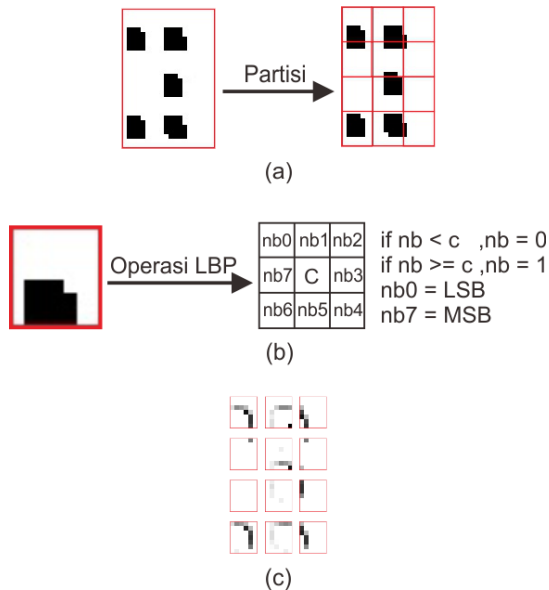 Partisi
(a)
Operasi LBP
nb0 nb1 nb2
nb7 C nb3
nb6 nb5 nb4
if nb < c ,nb = 0
if nb >= c ,nb = 1
nb0 = LSB
nb7 = MSB
(b)
(c)